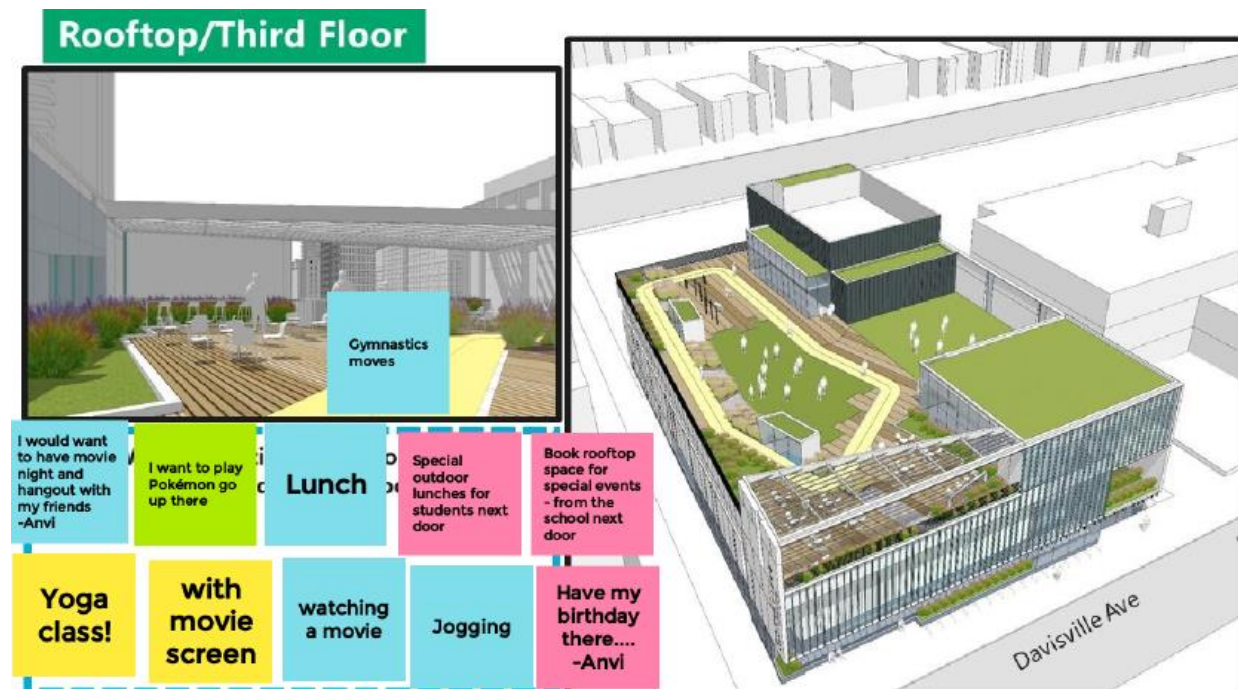 Rooftop/Third Floor
Gymnastics
moves
I would want
to have movie
night and
hangout with
my friends
-Anvi
I want to play
Pokémon go
up there
Lunch
Special
outdoor
lunches for
students next
door
Book rooftop
space for
special events
- from the
school next
door
Yoga
class!
with
movie
screen
watching
a movie
Jogging
Have my
birthday
there....
-Anvi
Davisville Ave